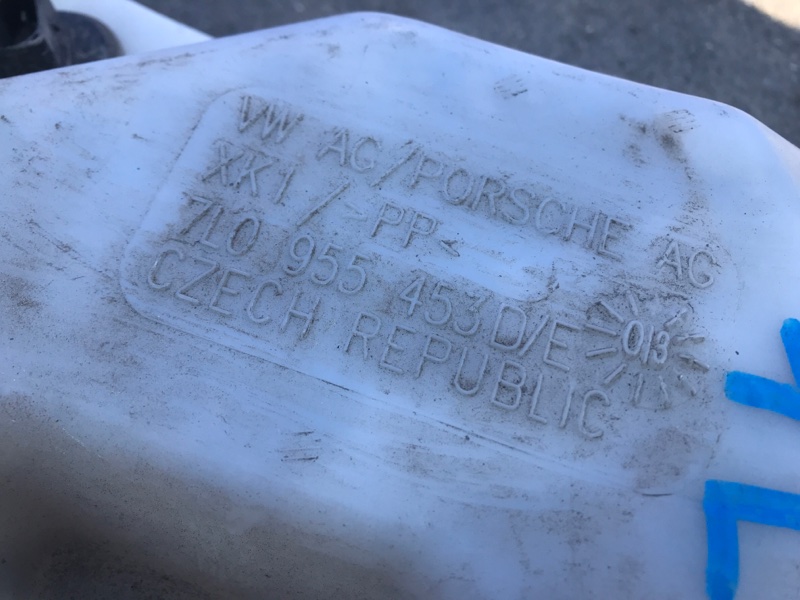 VW AG/PORSCHE AG
XK1 / >PP<
7L0 955 453D/E
013
CZECH REPUBLIC